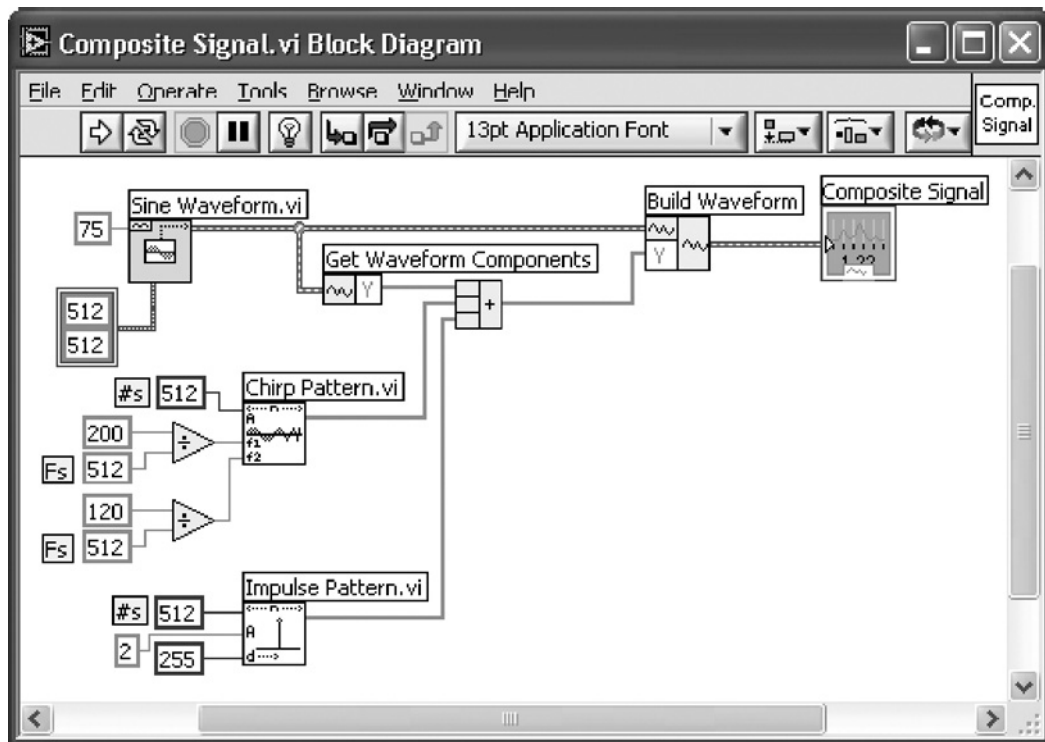 Composite Signal.vi Block Diagram
File Edit Operate Tools Browse Window Help
13pt Application Font
Comp.
Signal
75
Sine Waveform.vi
Build Waveform
Composite Signal
Y
1.23
Get Waveform Components
Y
+
512
512
#s 512
Chirp Pattern.vi
n
A
f1
f2
200
÷
Fs 512
120
÷
Fs 512
Impulse Pattern.vi
#s 512
n
A
2
255
d